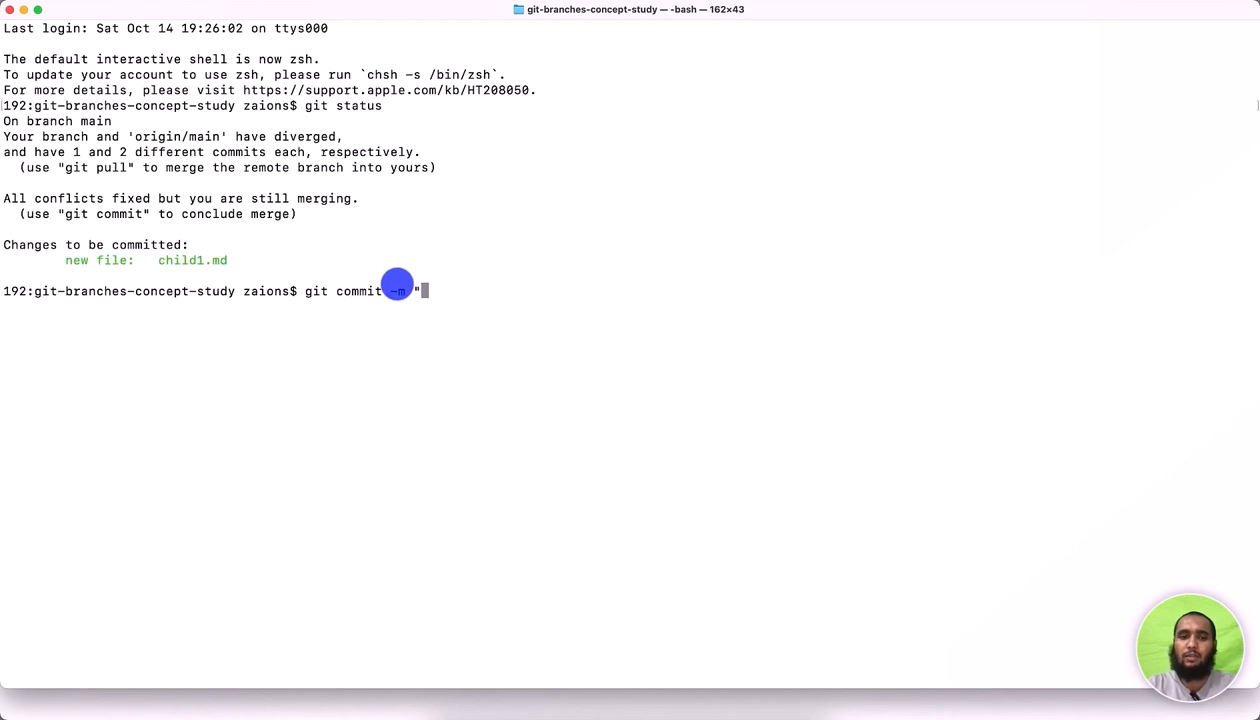 git-branches-concept-study — -bash — 162×43
Last login: Sat Oct 14 19:26:02 on ttys000
The default interactive shell is now zsh.
To update your account to use zsh, please run `chsh -s /bin/zsh`.
For more details, please visit https://support.apple.com/kb/HT208050.
192:git-branches-concept-study zaions$ git status
On branch main
Your branch and 'origin/main' have diverged,
and have 1 and 2 different commits each, respectively.
(use "git pull" to merge the remote branch into yours)
All conflicts fixed but you are still merging.
(use "git commit" to conclude merge)
Changes to be committed:
new file: child1.md
192:git-branches-concept-study zaions$ git commit -m "